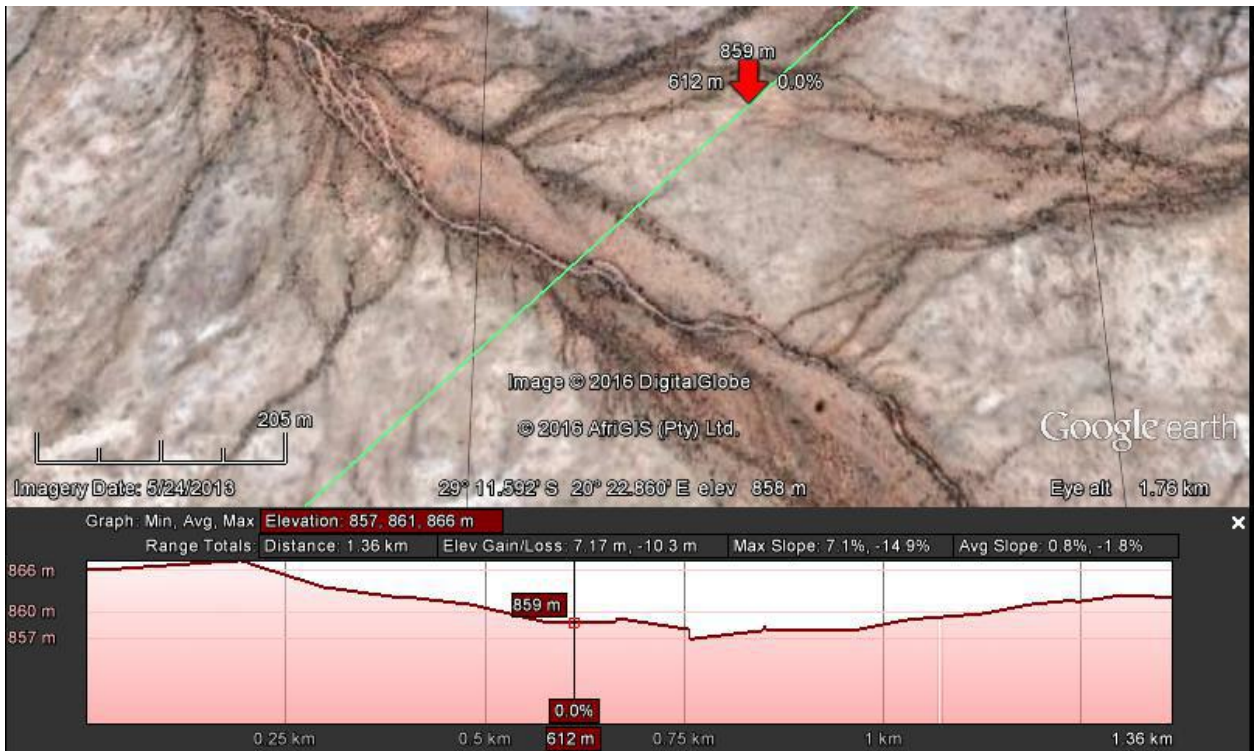 859 m
612 m 0.0%
Image © 2016 DigitalGlobe
205 m
© 2016 AfriGIS (Pty) Ltd.
Google earth
Imagery Date: 5/24/2013 29° 11.592' S 20° 22.860' E elev 858 m Eye alt 1.76 km
Graph: Min, Avg, Max Elevation: 857, 861, 866 m
Range Totals: Distance: 1.36 km Elev Gain/Loss: 7.17 m, -10.3 m Max Slope: 7.1%, -14.9% Avg Slope: 0.8%, -1.8%
866 m
860 m
859 m
857 m
0.0%
0.25 km 0.5 km 612 m 0.75 km 1 km 1.36 km